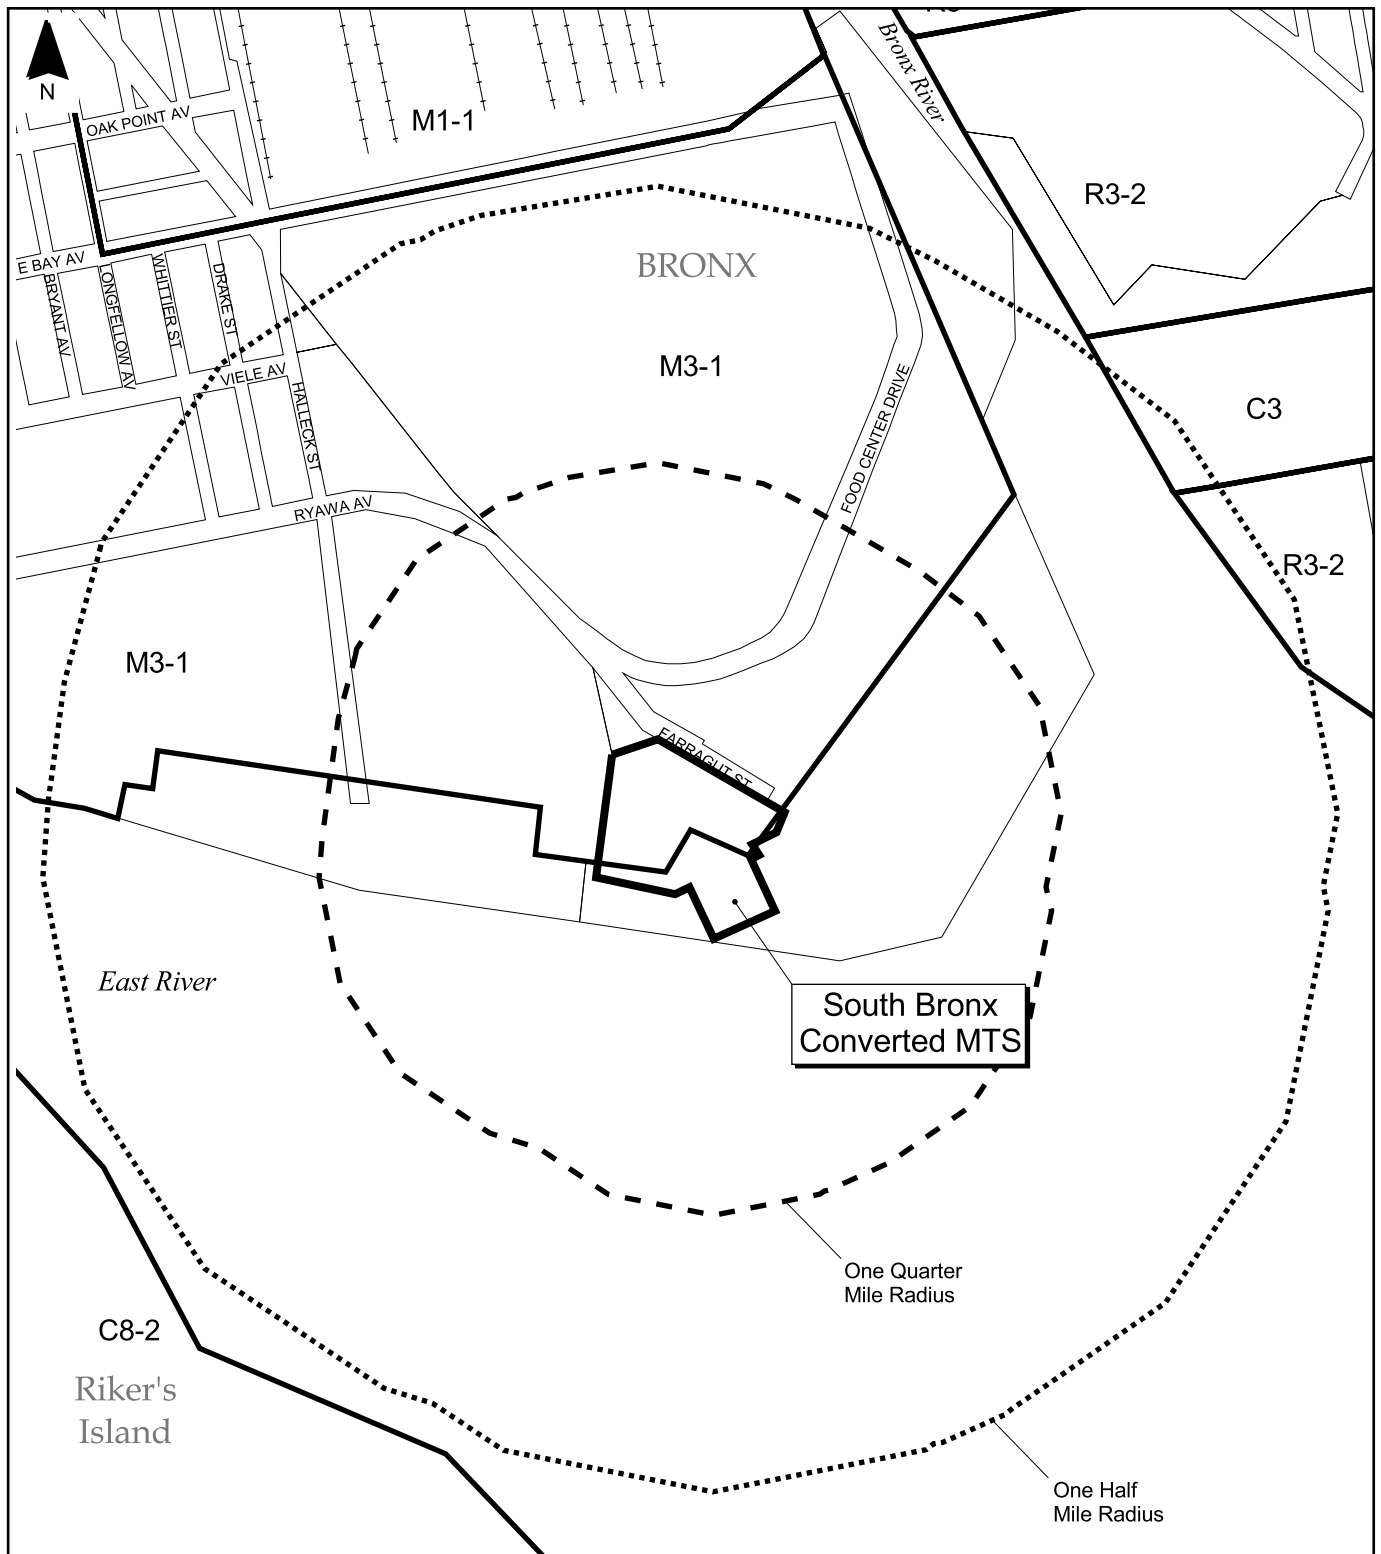 N
OAK POINT AV
M1-1
Bronx River
R3-2
E BAY AV
BRYANT AV
LONGFELLOW AV
WHITTIER ST
DRAKE ST
BRONX
M3-1
VIELE AV
HALLECK ST
FOOD CENTER DRIVE
C3
RYAWA AV
R3-2
M3-1
FARRAGUT ST
East River
South Bronx
Converted MTS
One Quarter
Mile Radius
C8-2
Riker's
Island
One Half
Mile Radius